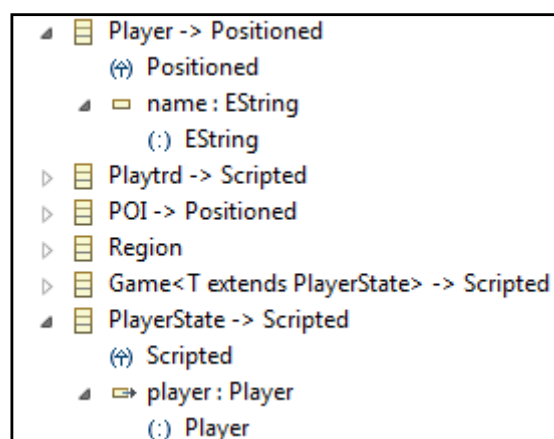 Player -> Positioned
Positioned
name : EString
(:) EString
Playtrd -> Scripted
POI -> Positioned
Region
Game<T extends PlayerState> -> Scripted
PlayerState -> Scripted
Scripted
player : Player
(:) Player